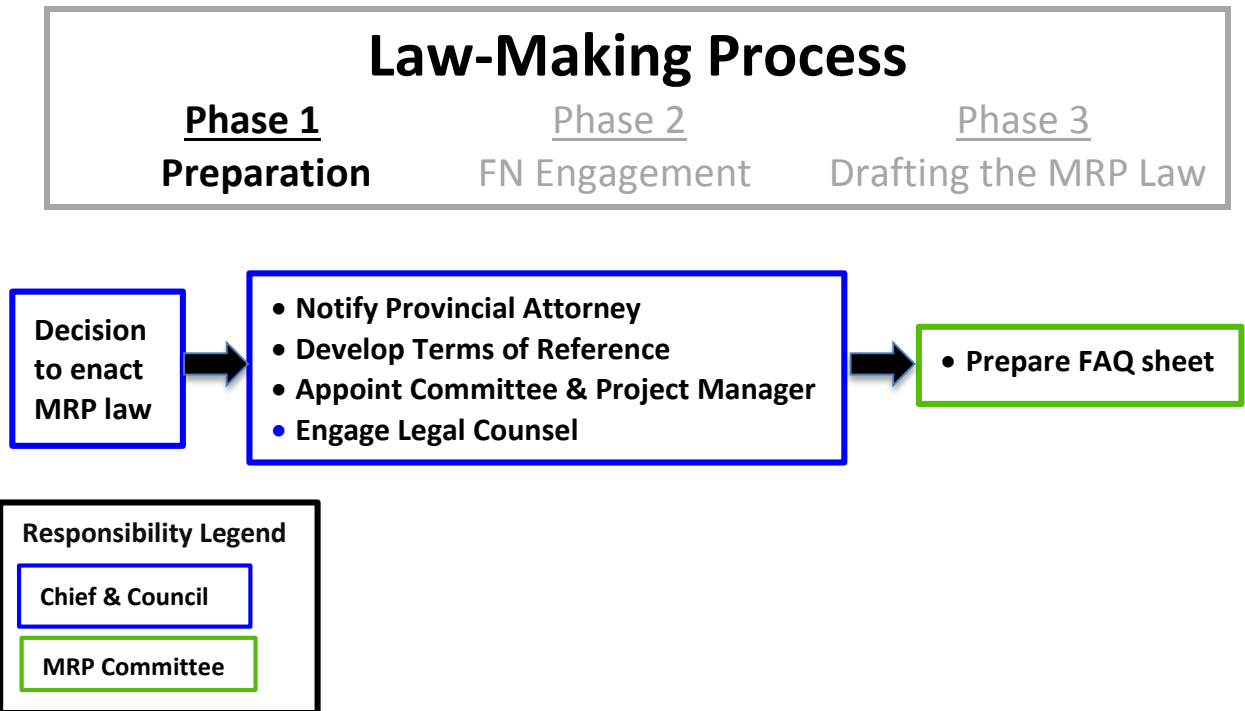 Law-Making Process
Phase 1 Phase 2 Phase 3
Preparation FN Engagement Drafting the MRP Law
Decision
to enact
MRP law
• Notify Provincial Attorney
• Develop Terms of Reference
• Appoint Committee & Project Manager
• Engage Legal Counsel
• Prepare FAQ sheet
Responsibility Legend
Chief & Council
MRP Committee